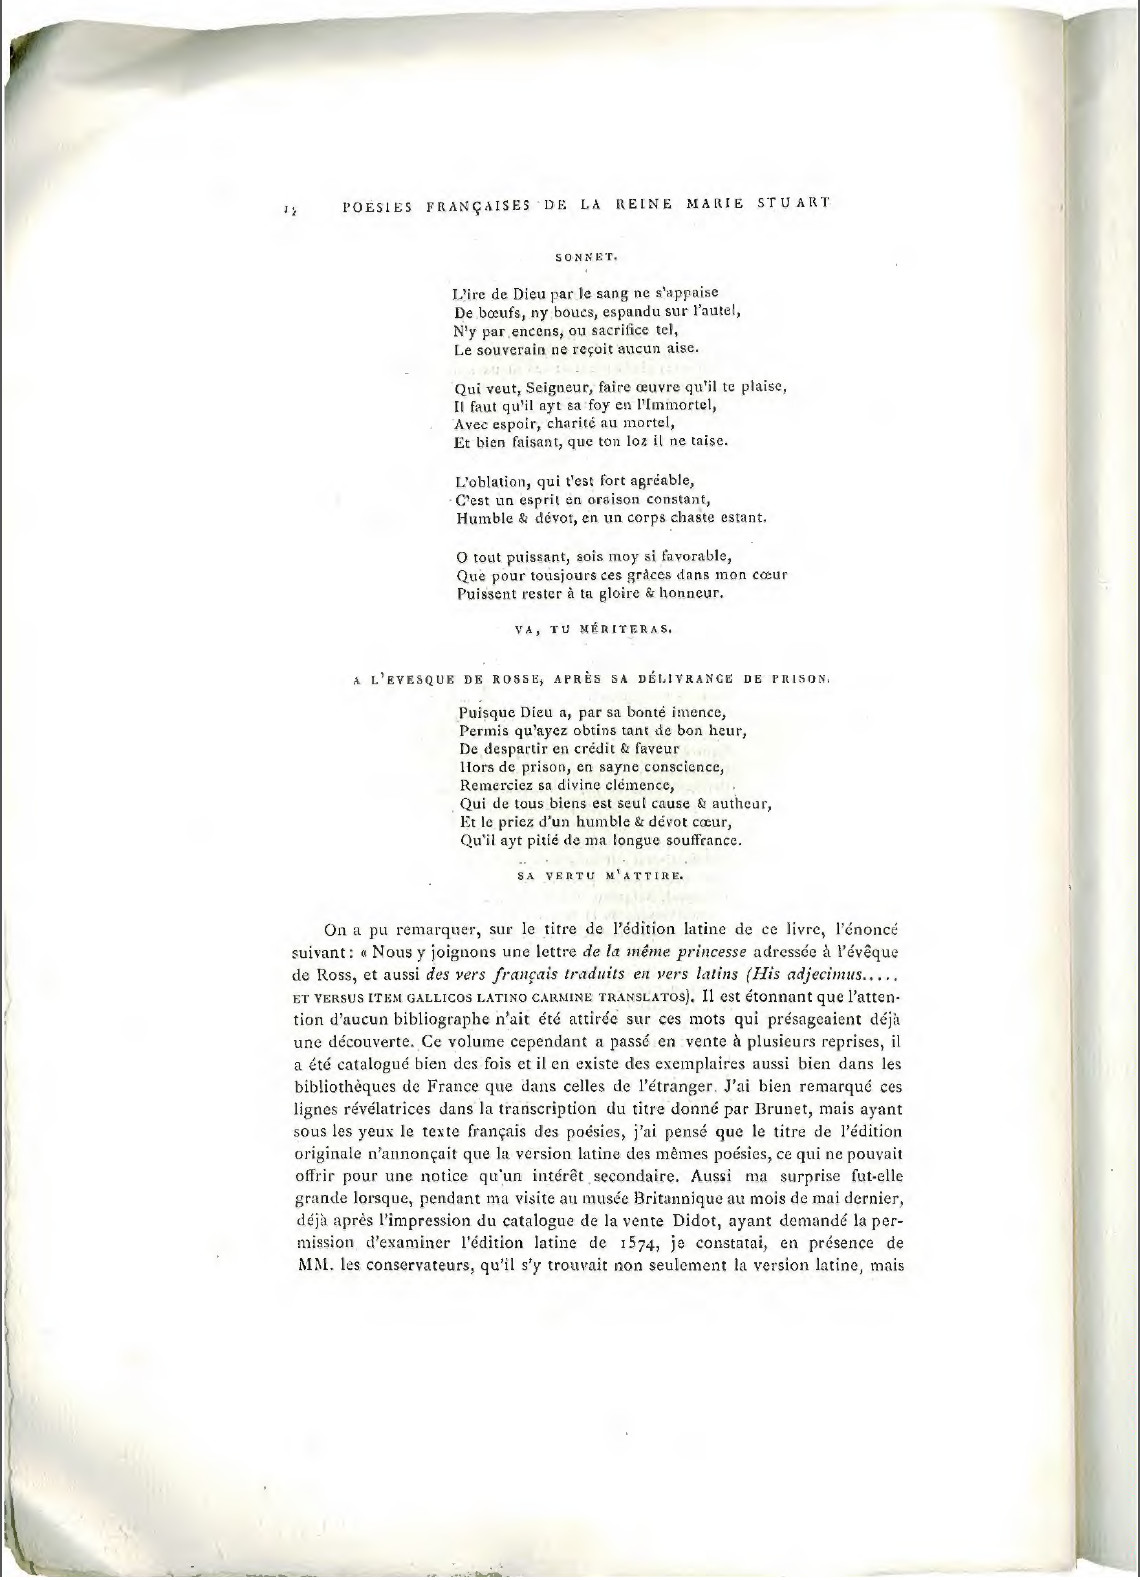 POÉSIES FRANÇAISES DE LA REINE MARIE STUART
SONNET.
L'ire de Dieu par le sang ne s'appaise
De bœufs, ny boucs, espandu sur l'autel,
N'y par encens, ou sacrifice tel,
Le souverain ne reçoit aucun aise.
Qui veut, Seigneur, faire œuvre qu'il te plaise,
Il faut qu'il ayt sa foy en l'Immortel,
Avec espoir, charité au mortel,
Et bien faisant, que ton loz il ne taise.
L'oblation, qui t'est fort agréable,
C'est un esprit en oraison constant,
Humble & dévot, en un corps chaste estant.
O tout puissant, sois moy si favorable,
Que pour tousjours ces grâces dans mon cœur
Puissent rester à ta gloire & honneur.
VA, TU MÉRITERAS.
A L'EVESQUE DE ROSSE, APRÈS SA DÉLIVRANCE DE PRISON.
Puisque Dieu a, par sa bonté imence,
Permis qu'ayez obtins tant de bon heur,
De despartir en crédit & faveur
Hors de prison, en sayne conscience,
Remerciez sa divine clémence,
Qui de tous biens est seul cause & autheur,
Et le priez d'un humble & dévot cœur,
Qu'il ayt pitié de ma longue souffrance.
SA VERTU M'ATTIRE.
On a pu remarquer, sur le titre de l'édition latine de ce livre, l'énoncé
suivant : « Nous y joignons une lettre de la même princesse adressée à l'évêque
de Ross, et aussi des vers français traduits en vers latins (His adjecimus.....
ET VERSUS ITEM GALLICOS LATINO CARMINE TRANSLATOS). Il est étonnant que l'atten-
tion d'aucun bibliographe n'ait été attirée sur ces mots qui présageaient déjà
une découverte. Ce volume cependant a passé en vente à plusieurs reprises, il
a été catalogué bien des fois et il en existe des exemplaires aussi bien dans les
bibliothèques de France que dans celles de l'étranger. J'ai bien remarqué ces
lignes révélatrices dans la transcription du titre donné par Brunet, mais ayant
sous les yeux le texte français des poésies, j'ai pensé que le titre de l'édition
originale n'annonçait que la version latine des mêmes poésies, ce qui ne pouvait
offrir pour une notice qu'un intérêt secondaire. Aussi ma surprise fut-elle
grande lorsque, pendant ma visite au musée Britannique au mois de mai dernier,
déjà après l'impression du catalogue de la vente Didot, ayant demandé la per-
mission d'examiner l'édition latine de 1574, je constatai, en présence de
MM. les conservateurs, qu'il s'y trouvait non seulement la version latine, mais